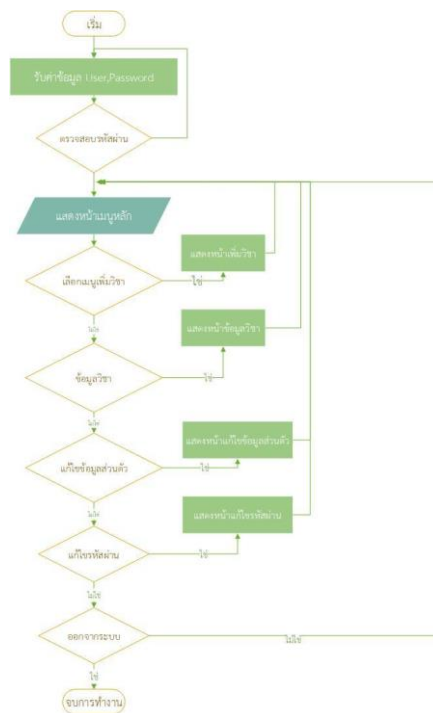 เริ่ม
รับค่าข้อมูล User,Password
ตรวจสอบรหัสผ่าน
แสดงหน้าเมนูหลัก
เลือกเมนูเพิ่มวิชา
ใช่
แสดงหน้าเพิ่มวิชา
ไม่ใช่
ข้อมูลวิชา
ใช่
แสดงหน้าข้อมูลวิชา
ไม่ใช่
แก้ไขข้อมูลส่วนตัว
ใช่
แสดงหน้าแก้ไขข้อมูลส่วนตัว
ไม่ใช่
แก้ไขรหัสผ่าน
ใช่
แสดงหน้าแก้ไขรหัสผ่าน
ไม่ใช่
ออกจากระบบ
ไม่ใช่
ใช่
จบการทำงาน